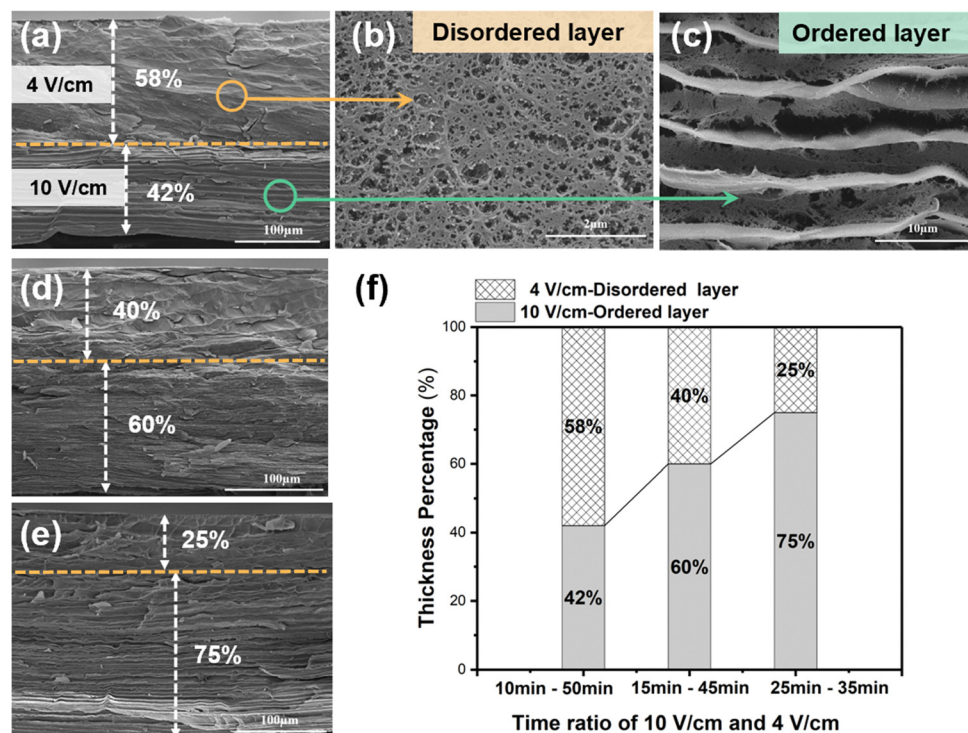 (a)
4 V/cm
58%
10 V/cm
42%
100μm
(b)
Disordered layer
2μm
(c)
Ordered layer
10μm
(d)
40%
60%
100μm
(e)
25%
75%
100μm
(f)
4 V/cm-Disordered layer
10 V/cm-Ordered layer
Thickness Percentage (%)
100
80
60
40
20
0
58%
42%
40%
60%
25%
75%
10min - 50min 15min - 45min 25min - 35min
Time ratio of 10 V/cm and 4 V/cm